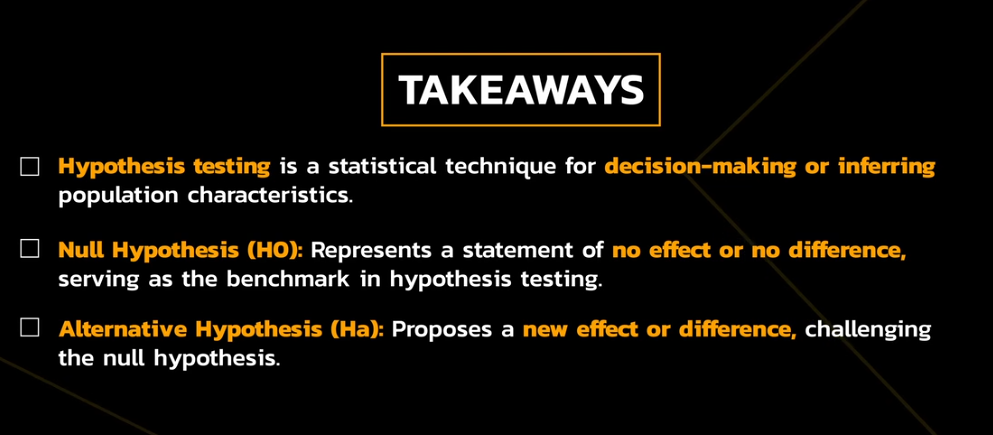 TAKEAWAYS
☐ Hypothesis testing is a statistical technique for decision-making or inferring
population characteristics.
☐ Null Hypothesis (H0): Represents a statement of no effect or no difference,
serving as the benchmark in hypothesis testing.
☐ Alternative Hypothesis (Ha): Proposes a new effect or difference, challenging
the null hypothesis.